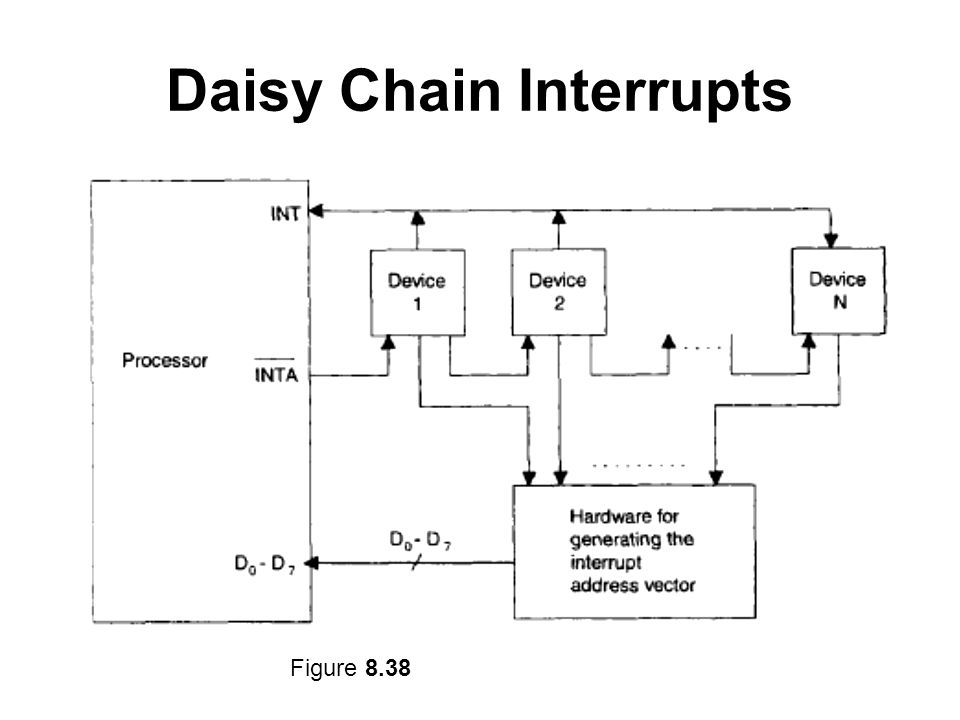 Daisy Chain Interrupts
INT
Device
1
Device
2
Device
N
Processor
INTA
Hardware for
generating the
interrupt
address vector
D0 - D7
D0 - D7
Figure 8.38